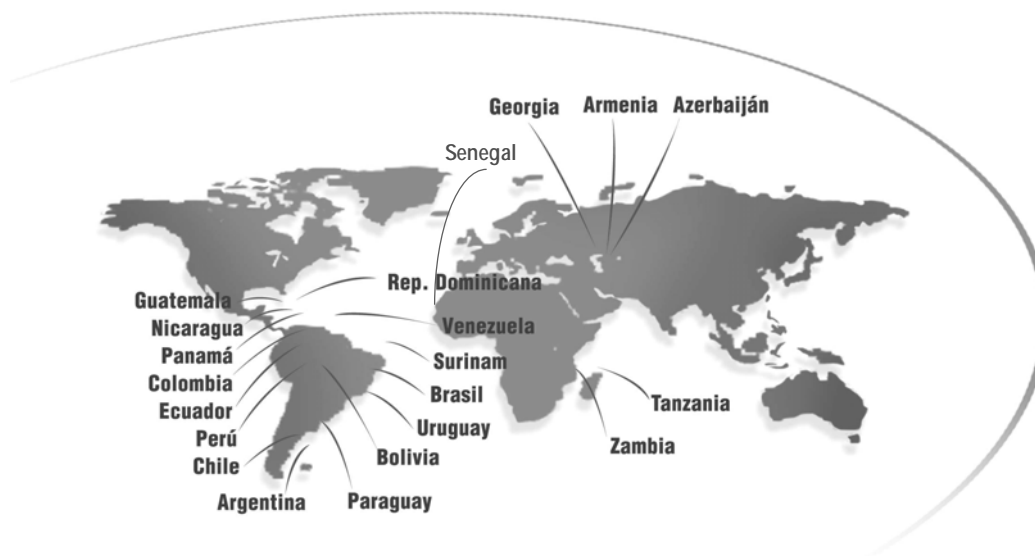 Georgia
Armenia
Azerbaiján
Senegal
Rep. Dominicana
Guatemala
Nicaragua
Venezuela
Panamá
Surinam
Colombia
Brasil
Ecuador
Tanzania
Uruguay
Perú
Zambia
Bolivia
Chile
Argentina
Paraguay